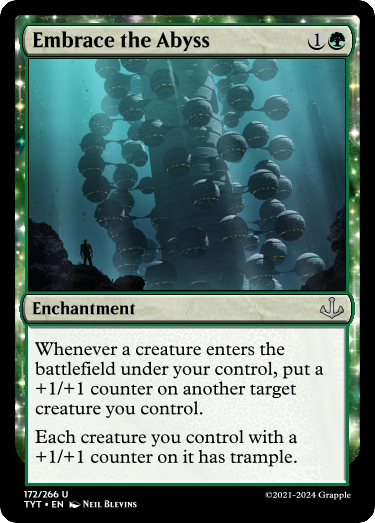 Embrace the Abyss 1
Enchantment
Whenever a creature enters the
battlefield under your control, put a
+1/+1 counter on another target
creature you control.
Each creature you control with a
+1/+1 counter on it has trample.
172/266 U
TYT • EN Neil Blevins
©2021-2024 Grapple